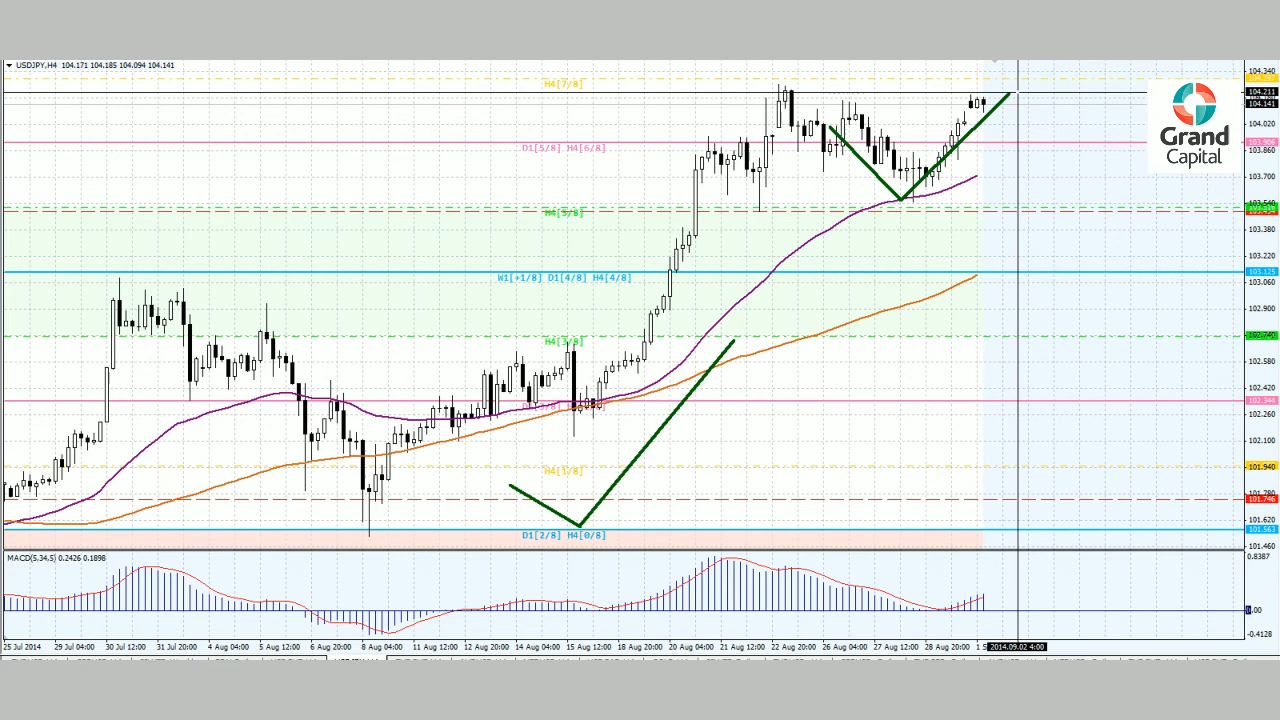 USDJPY,H4 104.171 104.185 104.094 104.141
H4[7/8]
D1[5/8] H4[6/8]
H4[5/8]
W1[+1/8] D1[4/8] H4[4/8]
H4[3/8]
H4[1/8]
D1[2/8] H4[0/8]
104.340
104.211
104.141
104.020
103.860
103.700
103.380
103.220
103.125
103.060
102.900
102.740
102.580
102.420
102.344
102.260
102.100
101.940
101.746
101.620
101.563
101.460
Grand
Capital
MACD(5,34,5) 0.2426 0.1898
0.8387
0.00
-0.4128
25 Jul 2014 29 Jul 04:00 30 Jul 12:00 31 Jul 20:00 4 Aug 04:00 5 Aug 12:00 6 Aug 20:00 8 Aug 04:00 11 Aug 12:00 12 Aug 20:00 14 Aug 04:00 15 Aug 12:00 18 Aug 20:00 20 Aug 04:00 21 Aug 12:00 22 Aug 20:00 26 Aug 04:00 27 Aug 12:00 28 Aug 20:00 1 S 2014.09.02 4:00